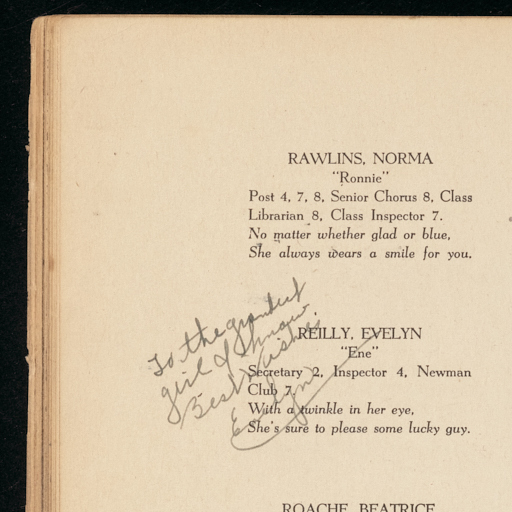 RAWLINS, NORMA
"Ronnie"
Post 4, 7, 8, Senior Chorus 8, Class
Librarian 8, Class Inspector 7.
No matter whether glad or blue,
She always wears a smile for you.
To the grandest
girl I know
Best Wishes
Evelyn
REILLY, EVELYN
"Ene"
Secretary 2, Inspector 4, Newman
Club 7.
With a twinkle in her eye,
She's sure to please some lucky guy.
ROACHE, BEATRICE